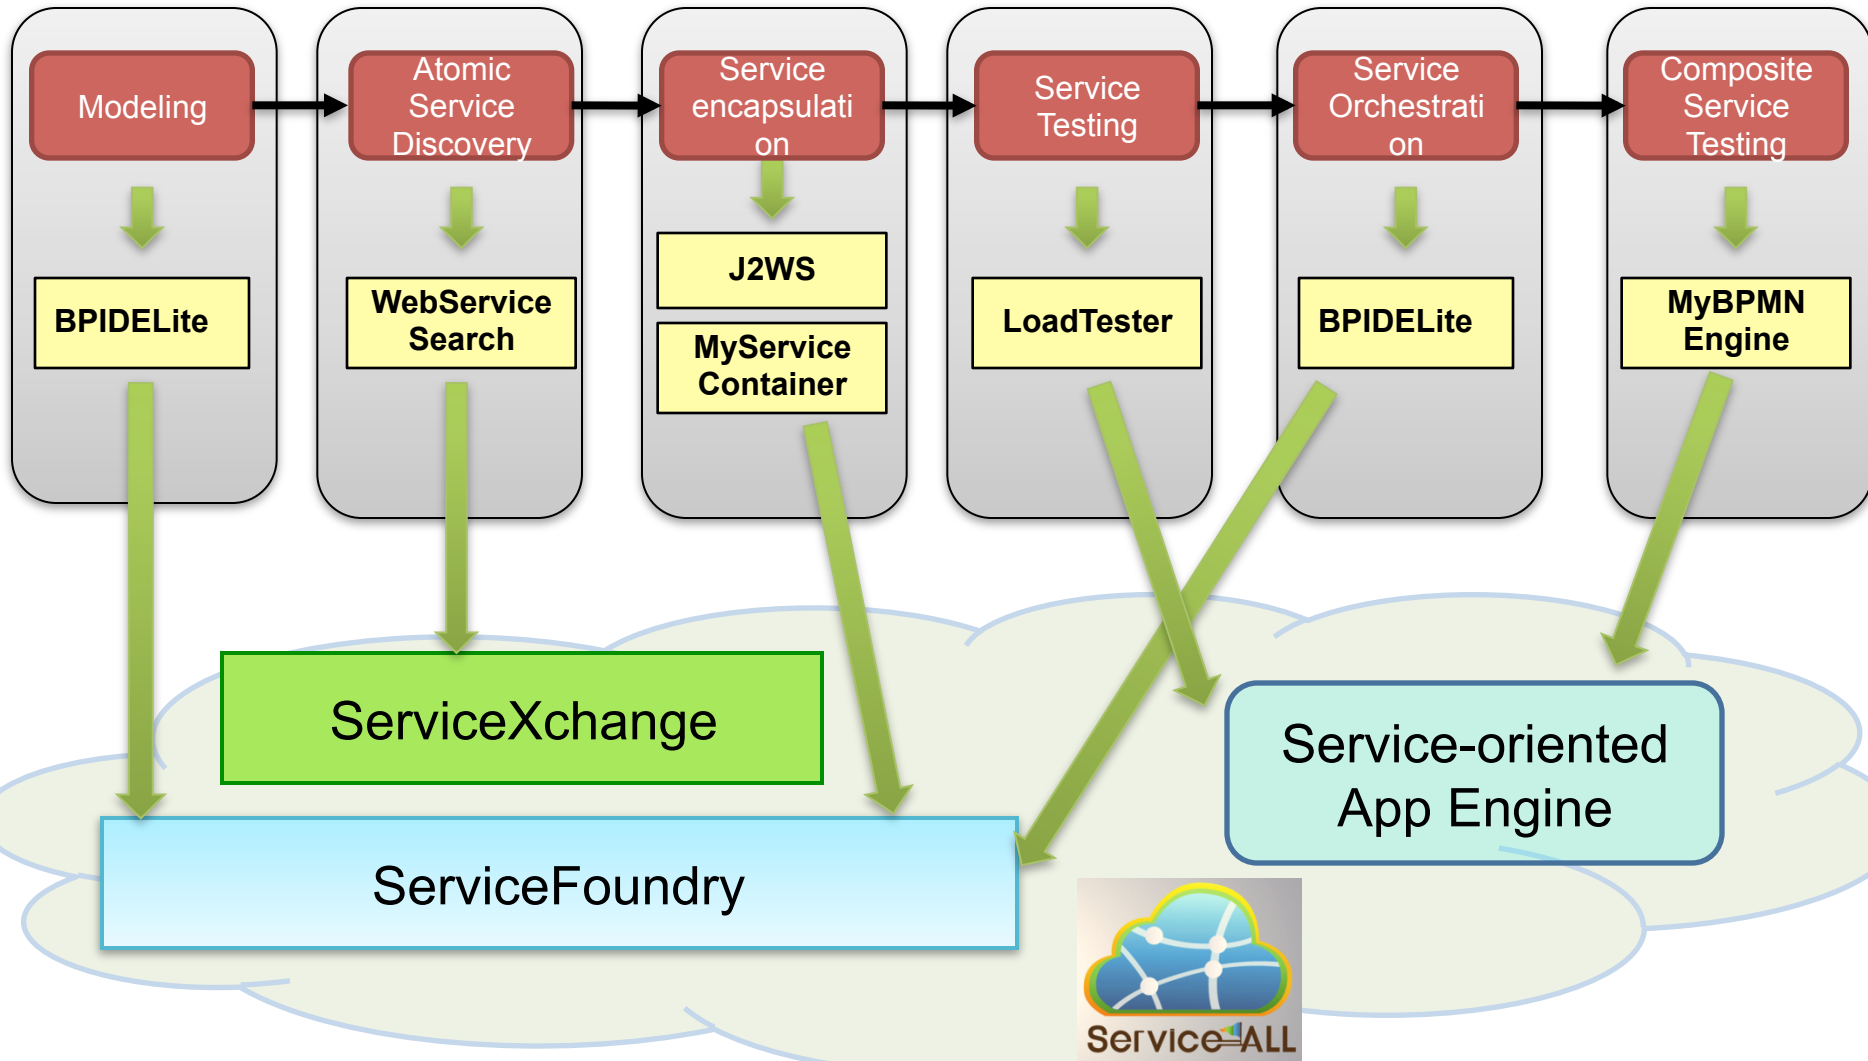 Modeling
Atomic
Service
Discovery
Service
encapsulati
on
Service
Testing
Service
Orchestrati
on
Composite
Service
Testing
BPIDELite
WebService
Search
J2WS
MyService
Container
LoadTester
BPIDELite
MyBPMN
Engine
ServiceXchange
Service-oriented
App Engine
ServiceFoundry
Service4ALL